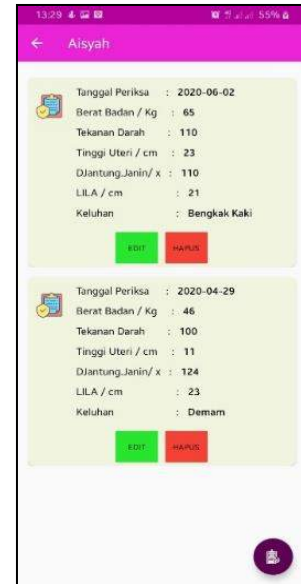 13:29 55%
Aisyah
Tanggal Periksa : 2020-06-02
Berat Badan / Kg : 65
Tekanan Darah : 110
Tinggi Uteri / cm : 23
DJantung.Janin/ x : 110
LILA / cm : 21
Keluhan : Bengkak Kaki
EDIT HAPUS
Tanggal Periksa : 2020-04-29
Berat Badan / Kg : 46
Tekanan Darah : 100
Tinggi Uteri / cm : 11
DJantung.Janin/ x : 124
LILA / cm : 23
Keluhan : Demam
EDIT HAPUS